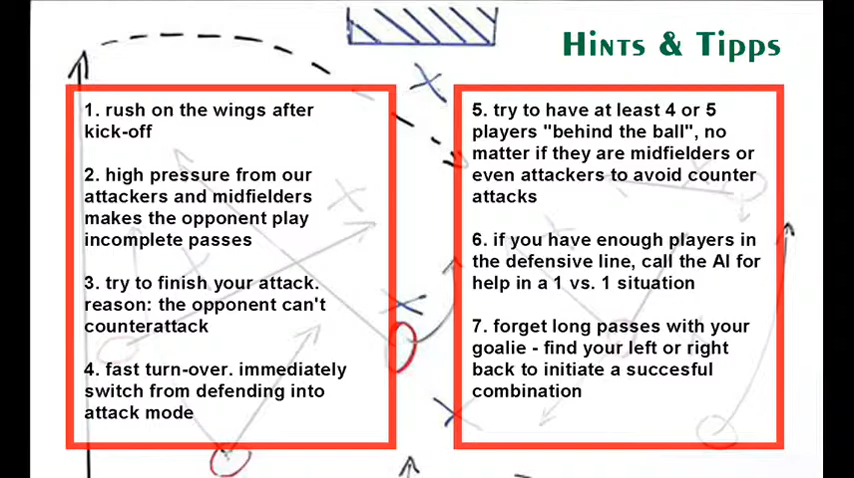 Hints & Tipps
1. rush on the wings after
kick-off
2. high pressure from our
attackers and midfielders
makes the opponent play
incomplete passes
3. try to finish your attack.
reason: the opponent can't
counterattack
4. fast turn-over. immediately
switch from defending into
attack mode
5. try to have at least 4 or 5
players "behind the ball", no
matter if they are midfielders or
even attackers to avoid counter
attacks
6. if you have enough players in
the defensive line, call the AI for
help in a 1 vs. 1 situation
7. forget long passes with your
goalie - find your left or right
back to initiate a succesful
combination